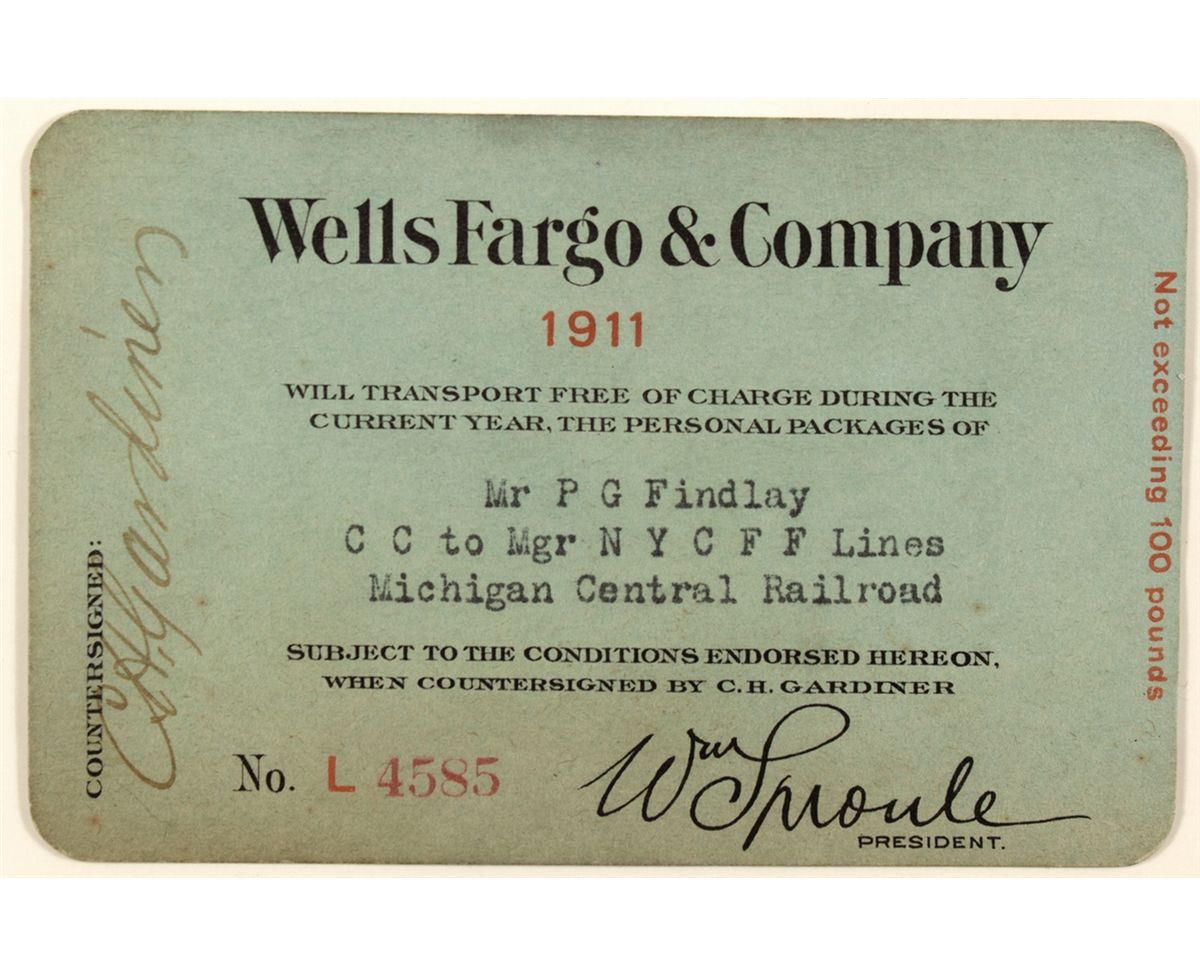 Wells Fargo & Company
1911
WILL TRANSPORT FREE OF CHARGE DURING THE
CURRENT YEAR, THE PERSONAL PACKAGES OF
Mr P G Findlay
C C to Mgr N Y C F F Lines
Michigan Central Railroad
SUBJECT TO THE CONDITIONS ENDORSED HEREON,
WHEN COUNTERSIGNED BY C. H. GARDINER
No. L 4585
Wm Sproule
PRESIDENT.
COUNTERSIGNED:
C H Gardiner
Not exceeding 100 pounds